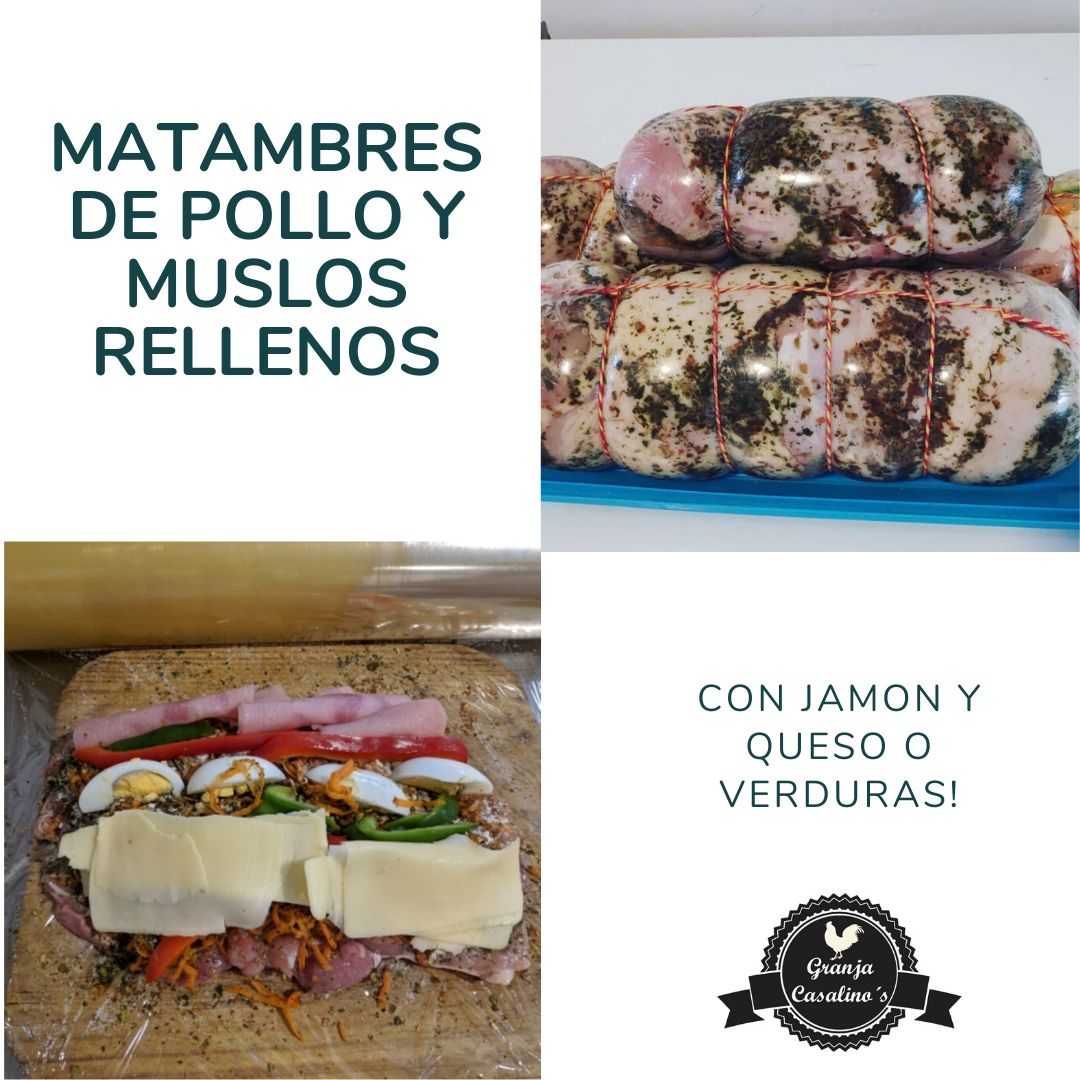 MATAMBRES
DE POLLO Y
MUSLOS
RELLENOS
CON JAMON Y
QUESO O
VERDURAS!
Granja
Casalino´s